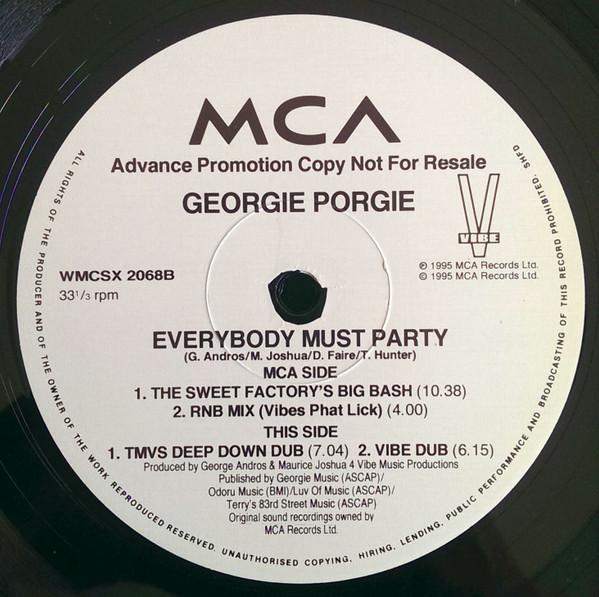 MCA
Advance Promotion Copy Not For Resale
GEORGIE PORGIE
V
VIBE
℗ 1995 MCA Records Ltd.
© 1995 MCA Records Ltd.
WMCSX 2068B
33 1/3 rpm
EVERYBODY MUST PARTY
(G. Andros/M. Joshua/D. Faire/T. Hunter)
MCA SIDE
1. THE SWEET FACTORY'S BIG BASH (10.38)
2. RNB MIX (Vibes Phat Lick) (4.00)
THIS SIDE
1. TMVS DEEP DOWN DUB (7.04) 2. VIBE DUB (6.15)
Produced by George Andros & Maurice Joshua 4 Vibe Music Productions
Published by Georgie Music (ASCAP)/
Odoru Music (BMI)/Luv Of Music (ASCAP)/
Terry's 83rd Street Music (ASCAP)
Original sound recordings owned by
MCA Records Ltd.
ALL RIGHTS OF THE PRODUCER AND OF THE OWNER OF THE WORK REPRODUCED RESERVED. UNAUTHORISED COPYING, HIRING, LENDING, PUBLIC PERFORMANCE AND BROADCASTING OF THIS RECORD PROHIBITED. SHFD